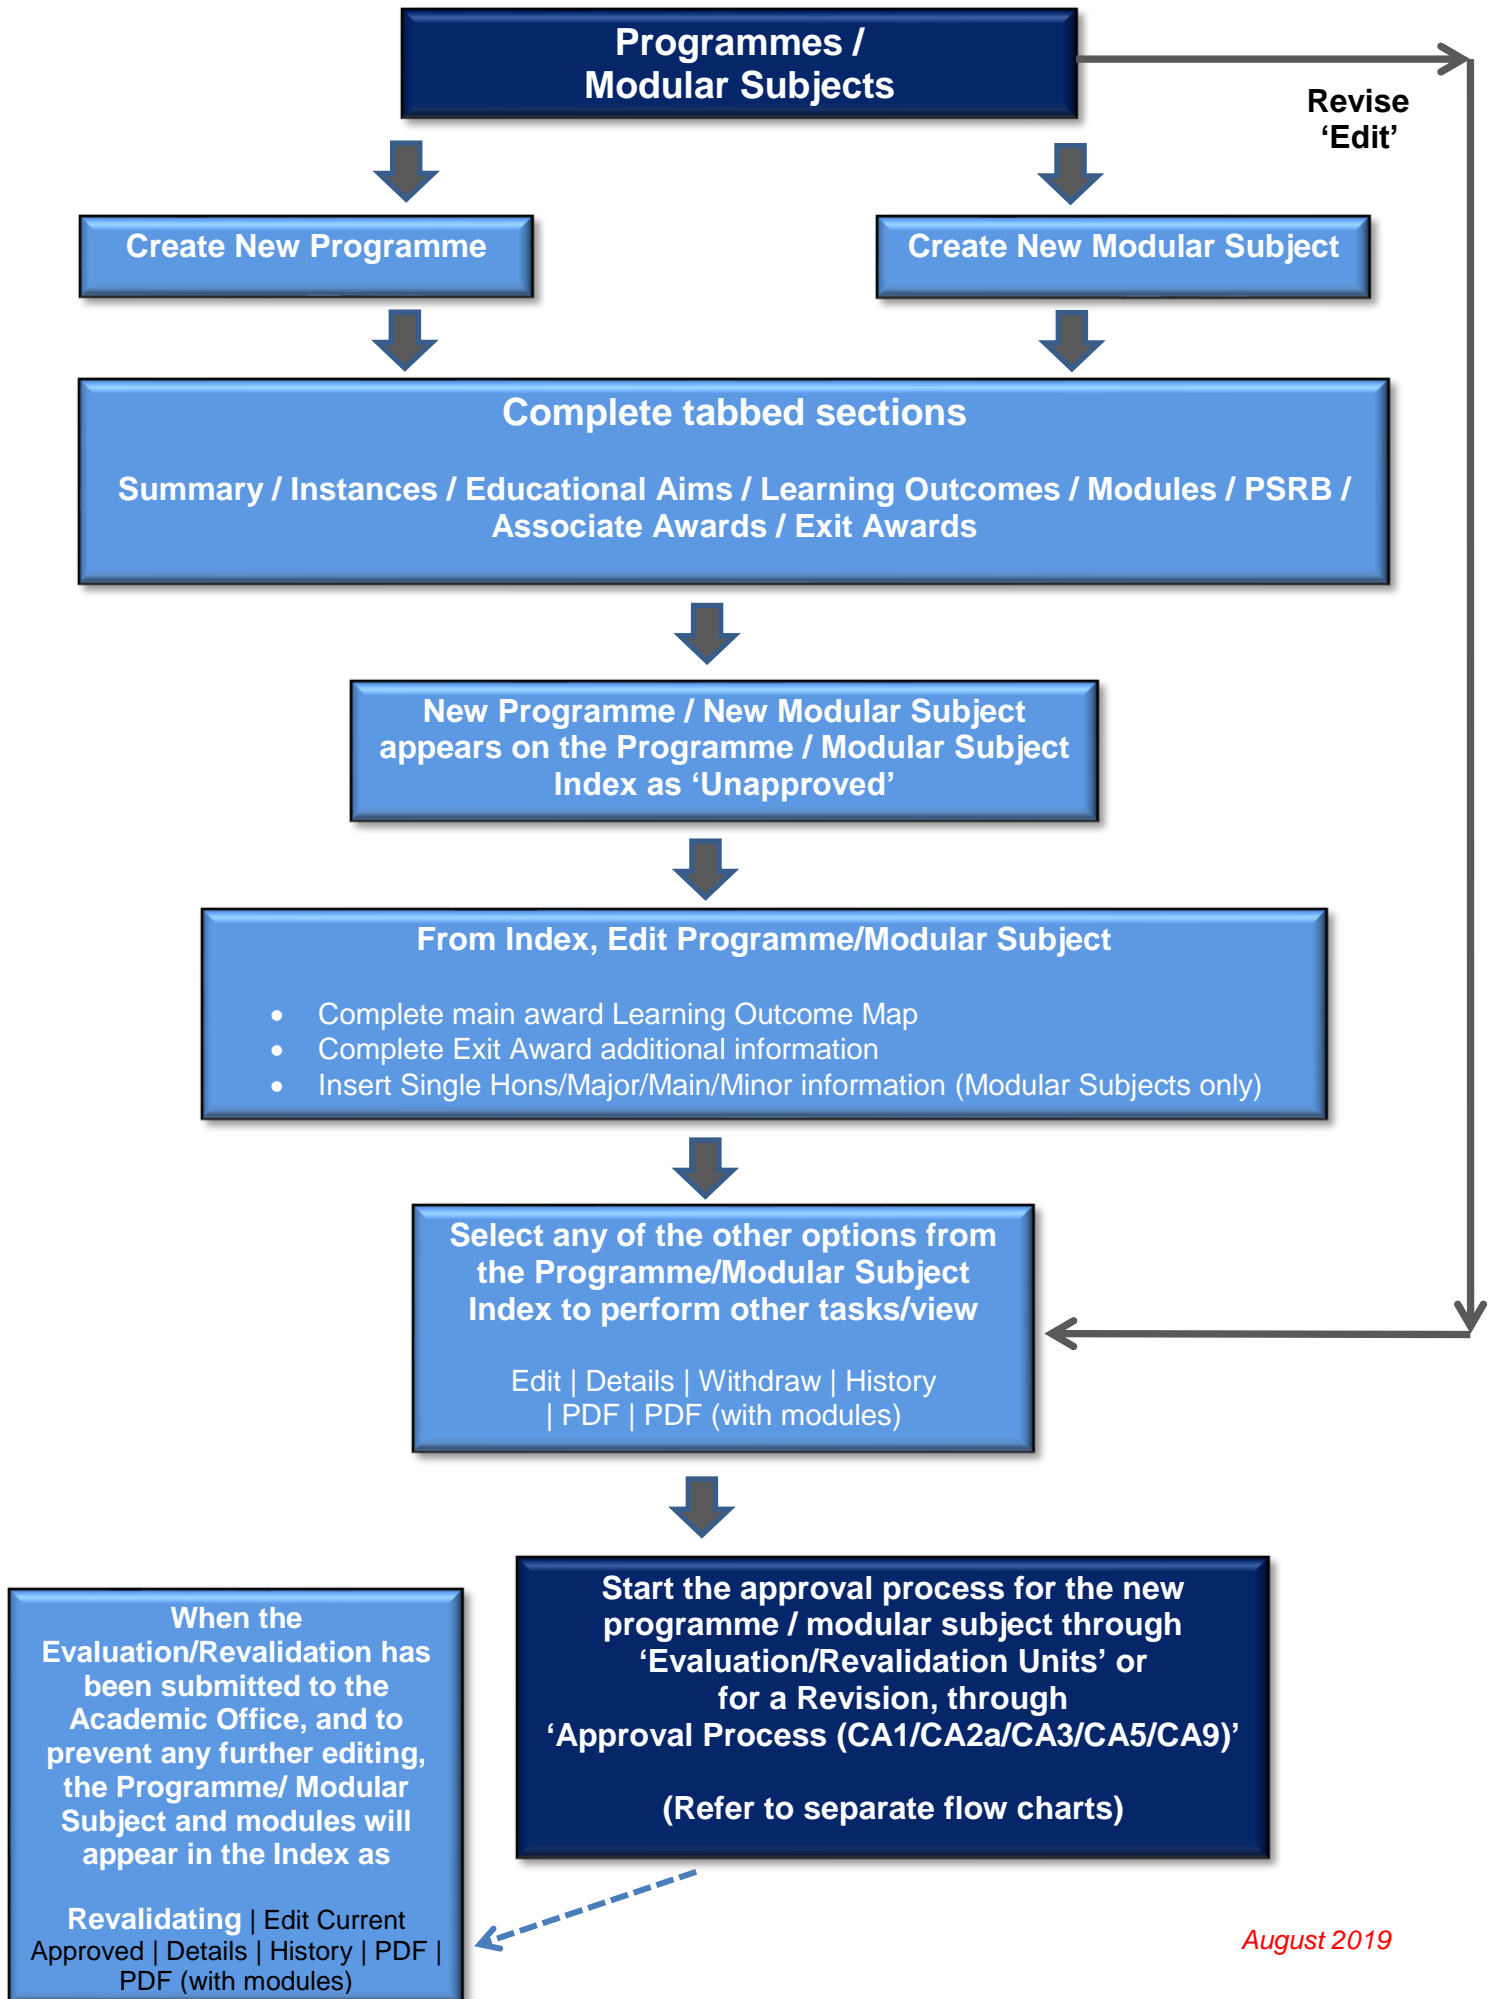 Programmes /
Modular Subjects
Revise
‘Edit’
Create New Programme
Create New Modular Subject
Complete tabbed sections
Summary / Instances / Educational Aims / Learning Outcomes / Modules / PSRB /
Associate Awards / Exit Awards
New Programme / New Modular Subject
appears on the Programme / Modular Subject
Index as ‘Unapproved’
From Index, Edit Programme/Modular Subject
• Complete main award Learning Outcome Map
• Complete Exit Award additional information
• Insert Single Hons/Major/Main/Minor information (Modular Subjects only)
Select any of the other options from
the Programme/Modular Subject
Index to perform other tasks/view
Edit | Details | Withdraw | History
| PDF | PDF (with modules)
Start the approval process for the new
programme / modular subject through
‘Evaluation/Revalidation Units’ or
for a Revision, through
‘Approval Process (CA1/CA2a/CA3/CA5/CA9)’
(Refer to separate flow charts)
When the
Evaluation/Revalidation has
been submitted to the
Academic Office, and to
prevent any further editing,
the Programme/ Modular
Subject and modules will
appear in the Index as
Revalidating | Edit Current
Approved | Details | History | PDF |
PDF (with modules)
August 2019